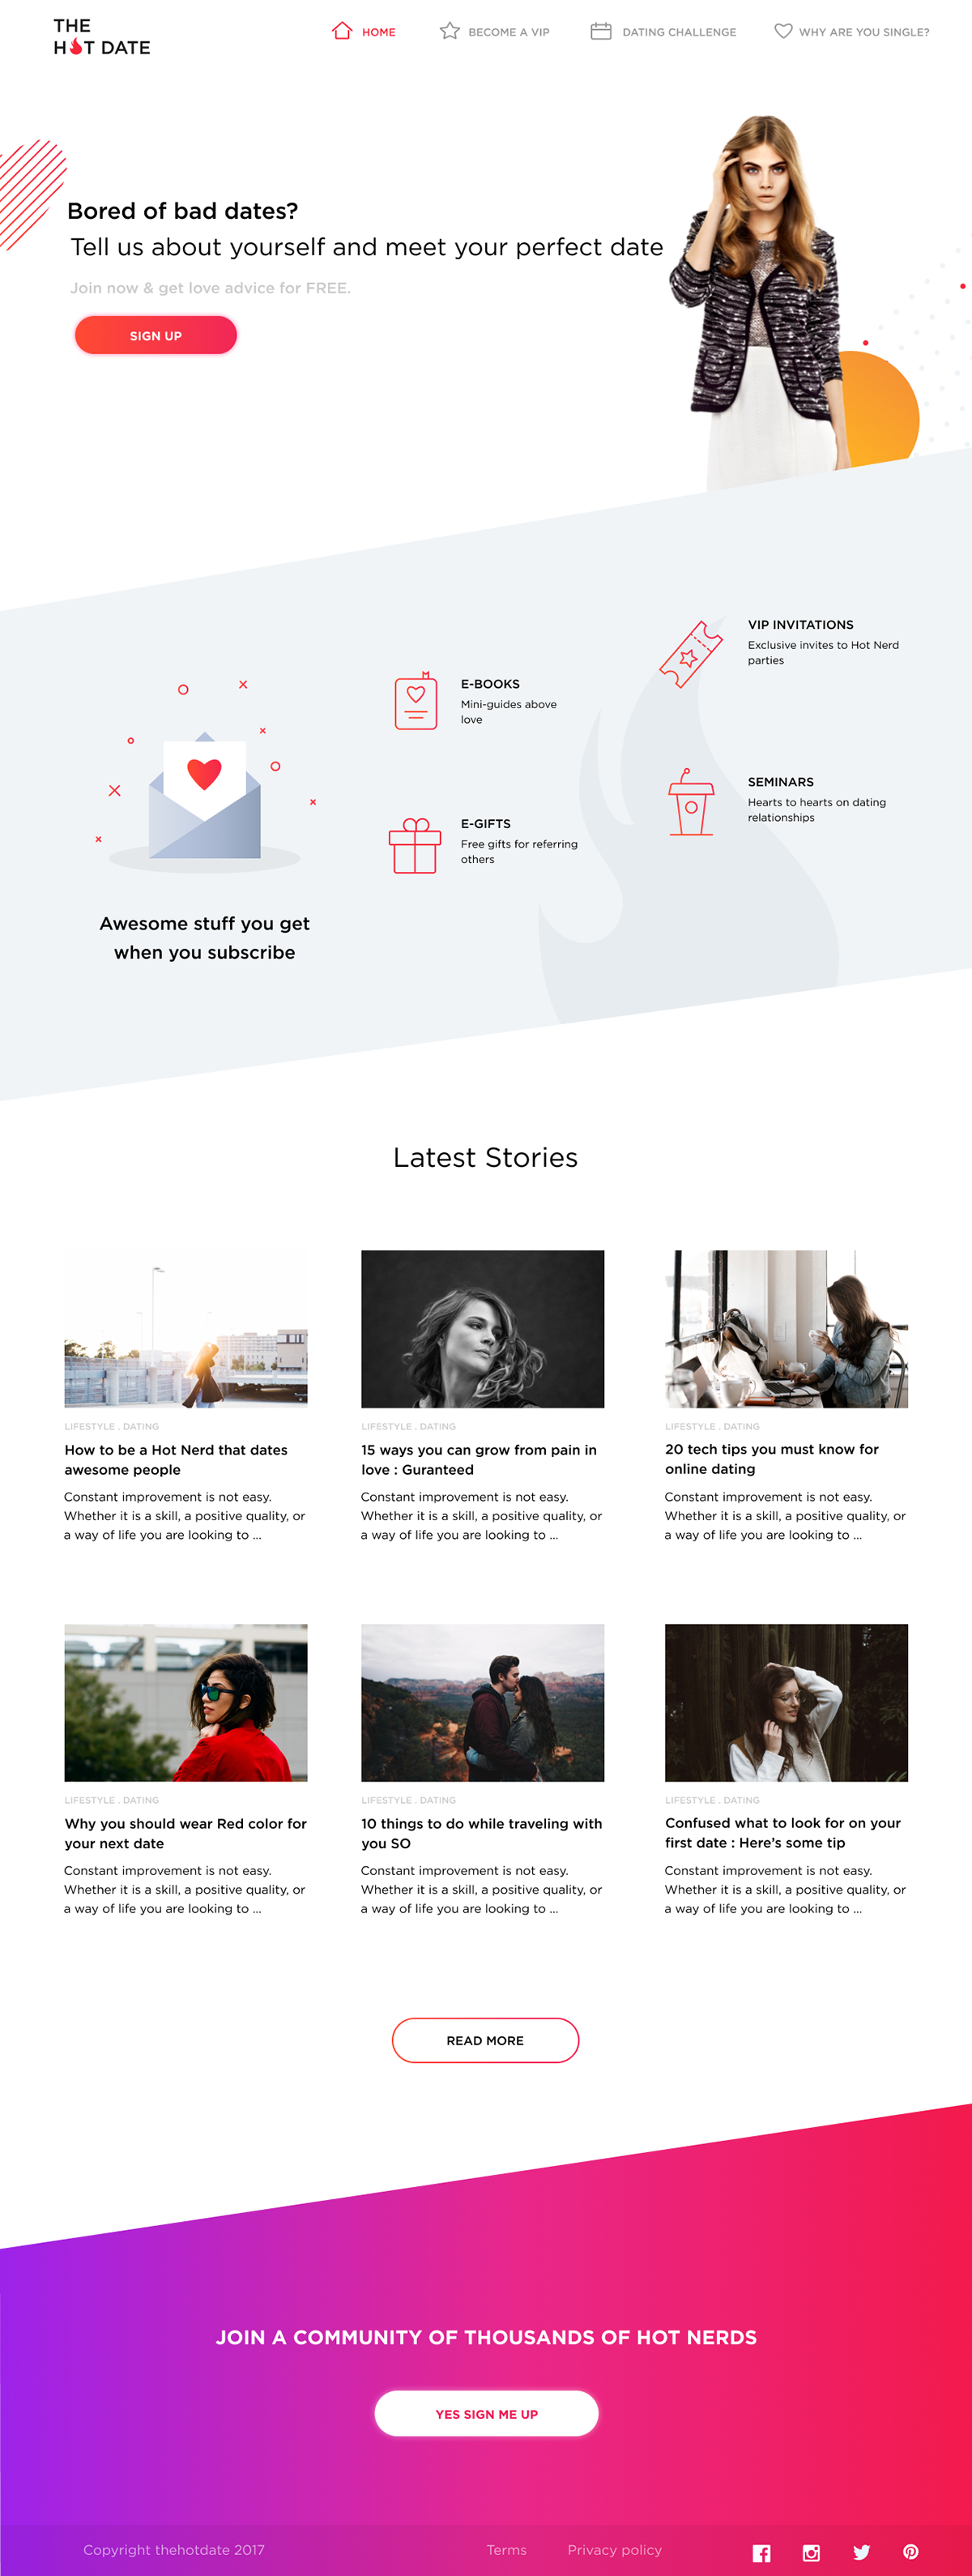 THE
HOT DATE
HOME
BECOME A VIP
DATING CHALLENGE
WHY ARE YOU SINGLE?
Bored of bad dates?
Tell us about yourself and meet your perfect date
Join now & get love advice for FREE.
SIGN UP
VIP INVITATIONS
Exclusive invites to Hot Nerd
parties
E-BOOKS
Mini-guides above
love
SEMINARS
Hearts to hearts on dating
relationships
E-GIFTS
Free gifts for referring
others
Awesome stuff you get
when you subscribe
Latest Stories
LIFESTYLE . DATING
How to be a Hot Nerd that dates
awesome people
Constant improvement is not easy.
Whether it is a skill, a positive quality, or
a way of life you are looking to ...
LIFESTYLE . DATING
15 ways you can grow from pain in
love : Guranteed
Constant improvement is not easy.
Whether it is a skill, a positive quality, or
a way of life you are looking to ...
LIFESTYLE . DATING
20 tech tips you must know for
online dating
Constant improvement is not easy.
Whether it is a skill, a positive quality, or
a way of life you are looking to ...
LIFESTYLE . DATING
Why you should wear Red color for
your next date
Constant improvement is not easy.
Whether it is a skill, a positive quality, or
a way of life you are looking to ...
LIFESTYLE . DATING
10 things to do while traveling with
you SO
Constant improvement is not easy.
Whether it is a skill, a positive quality, or
a way of life you are looking to ...
LIFESTYLE . DATING
Confused what to look for on your
first date : Here's some tip
Constant improvement is not easy.
Whether it is a skill, a positive quality, or
a way of life you are looking to ...
READ MORE
JOIN A COMMUNITY OF THOUSANDS OF HOT NERDS
YES SIGN ME UP
Copyright thehotdate 2017
Terms
Privacy policy